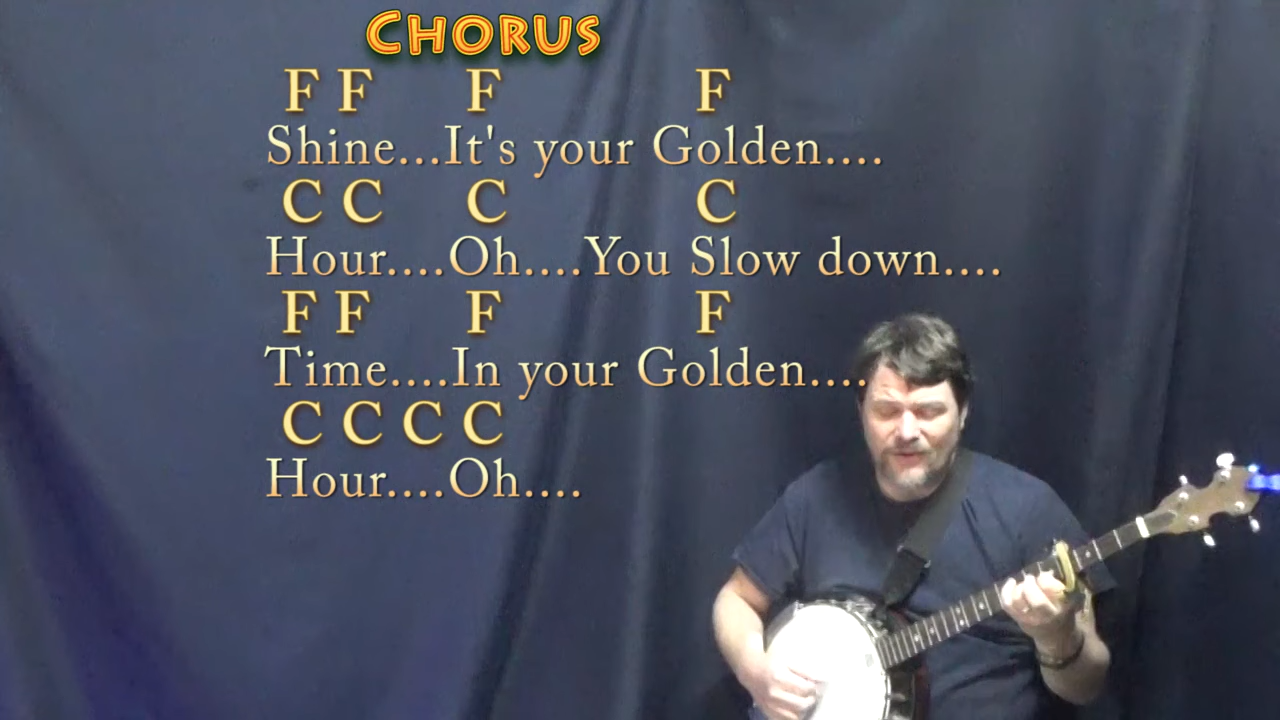 CHORUS
F F F F
Shine...It's your Golden....
C C C C
Hour....Oh....You Slow down....
F F F F
Time....In your Golden....
C C C C
Hour....Oh....